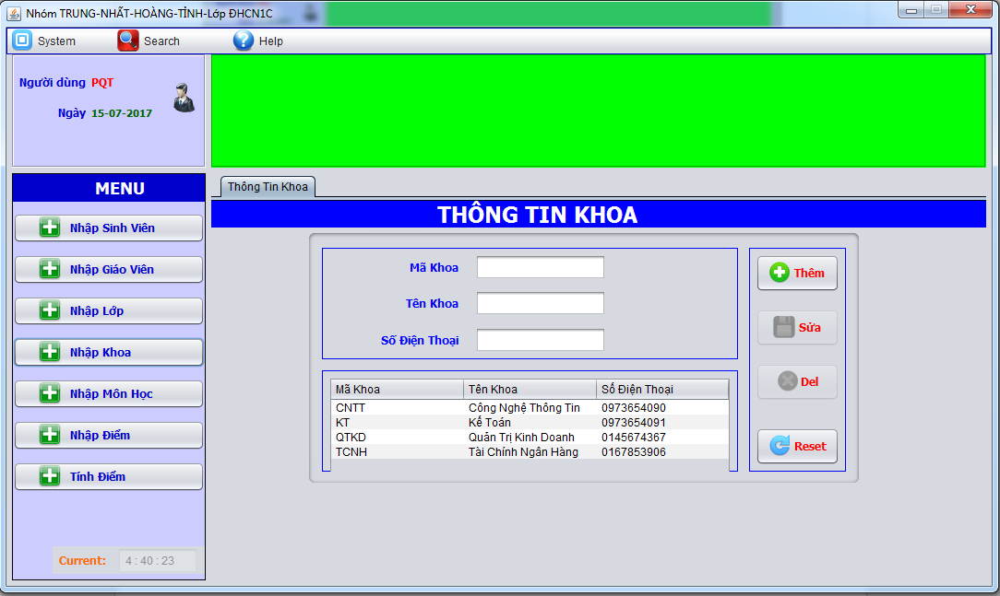 Nhóm TRUNG-NHẤT-HOÀNG-TỈNH-Lớp ĐHCN1C
System Search Help
Người dùng PQT
Ngày 15-07-2017
MENU
Nhập Sinh Viên
Nhập Giáo Viên
Nhập Lớp
Nhập Khoa
Nhập Môn Học
Nhập Điểm
Tính Điểm
Current: 4 : 40 : 23
Thông Tin Khoa
THÔNG TIN KHOA
Mã Khoa
Tên Khoa
Số Điện Thoại
Thêm
Sửa
Del
Reset
Mã Khoa Tên Khoa Số Điện Thoại
CNTT Công Nghệ Thông Tin 0973654090
KT Kế Toán 0973654091
QTKD Quản Trị Kinh Doanh 0145674367
TCNH Tài Chính Ngân Hàng 0167853906